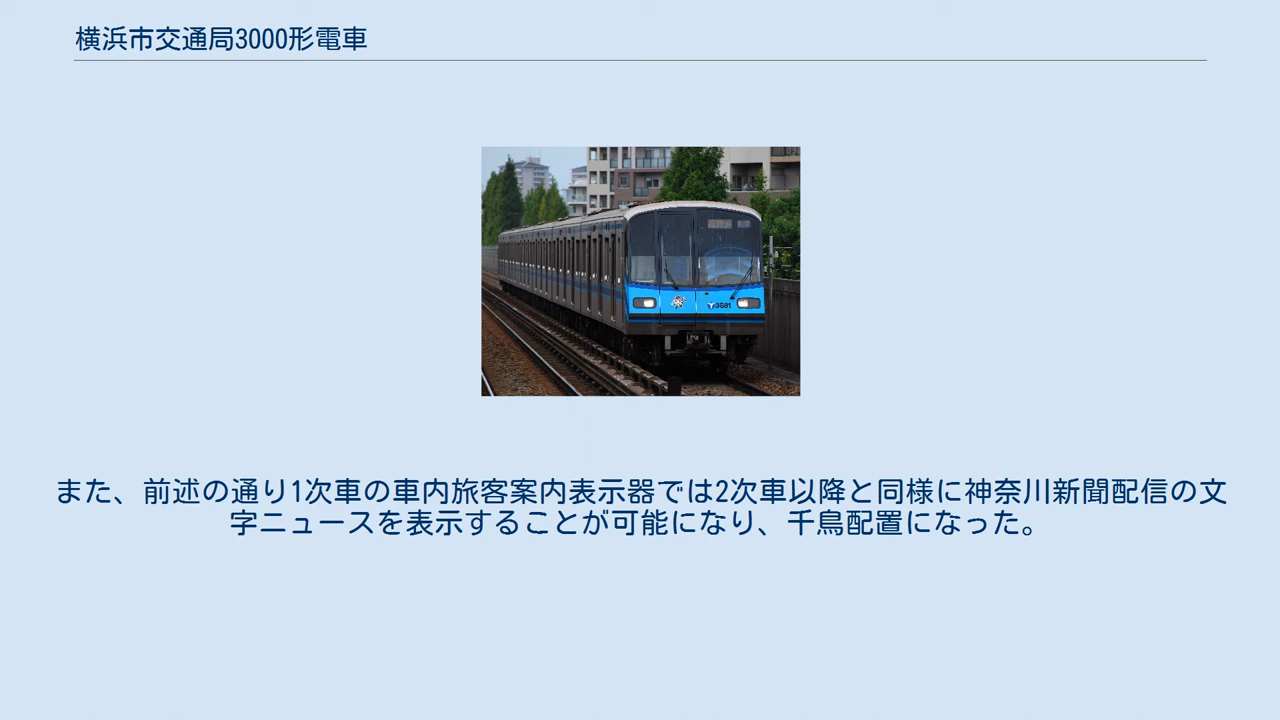 横浜市交通局3000形電車
3581
また、前述の通り1次車の車内旅客案内表示器では2次車以降と同様に神奈川新聞配信の文
字ニュースを表示することが可能になり、千鳥配置になった。